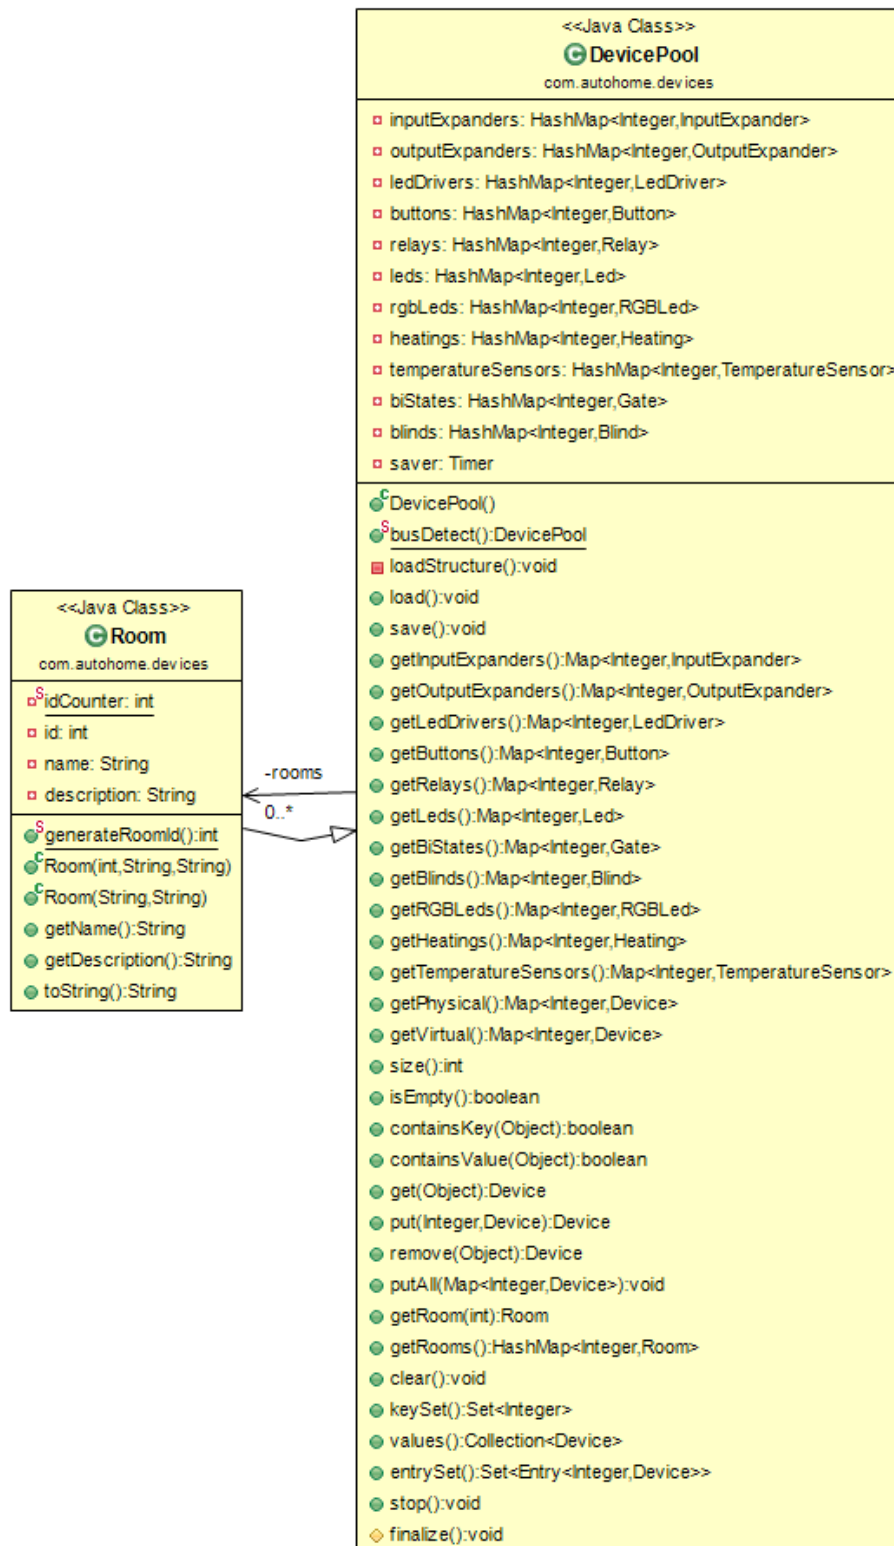 <<Java Class>>
DevicePool
com.autohome.devices
inputExpanders: HashMap<Integer,InputExpander>
outputExpanders: HashMap<Integer,OutputExpander>
ledDrivers: HashMap<Integer,LedDriver>
buttons: HashMap<Integer,Button>
relays: HashMap<Integer,Relay>
leds: HashMap<Integer,Led>
rgbLeds: HashMap<Integer,RGBLed>
heatings: HashMap<Integer,Heating>
temperatureSensors: HashMap<Integer,TemperatureSensor>
biStates: HashMap<Integer,Gate>
blinds: HashMap<Integer,Blind>
saver: Timer
DevicePool()
busDetect():DevicePool
loadStructure():void
load():void
save():void
getInputExpanders():Map<Integer,InputExpander>
getOutputExpanders():Map<Integer,OutputExpander>
getLedDrivers():Map<Integer,LedDriver>
getButtons():Map<Integer,Button>
getRelays():Map<Integer,Relay>
getLeds():Map<Integer,Led>
getBiStates():Map<Integer,Gate>
getBlinds():Map<Integer,Blind>
getRGBLeds():Map<Integer,RGBLed>
getHeatings():Map<Integer,Heating>
getTemperatureSensors():Map<Integer,TemperatureSensor>
getPhysical():Map<Integer,Device>
getVirtual():Map<Integer,Device>
size():int
isEmpty():boolean
containsKey(Object):boolean
containsValue(Object):boolean
get(Object):Device
put(Integer,Device):Device
remove(Object):Device
putAll(Map<Integer,Device>):void
getRoom(int):Room
getRooms():HashMap<Integer,Room>
clear():void
keySet():Set<Integer>
values():Collection<Device>
entrySet():Set<Entry<Integer,Device>>
stop():void
finalize():void
<<Java Class>>
Room
com.autohome.devices
idCounter: int
id: int
name: String
description: String
generateRoomId():int
Room(int,String,String)
Room(String,String)
getName():String
getDescription():String
toString():String
-rooms
0..*